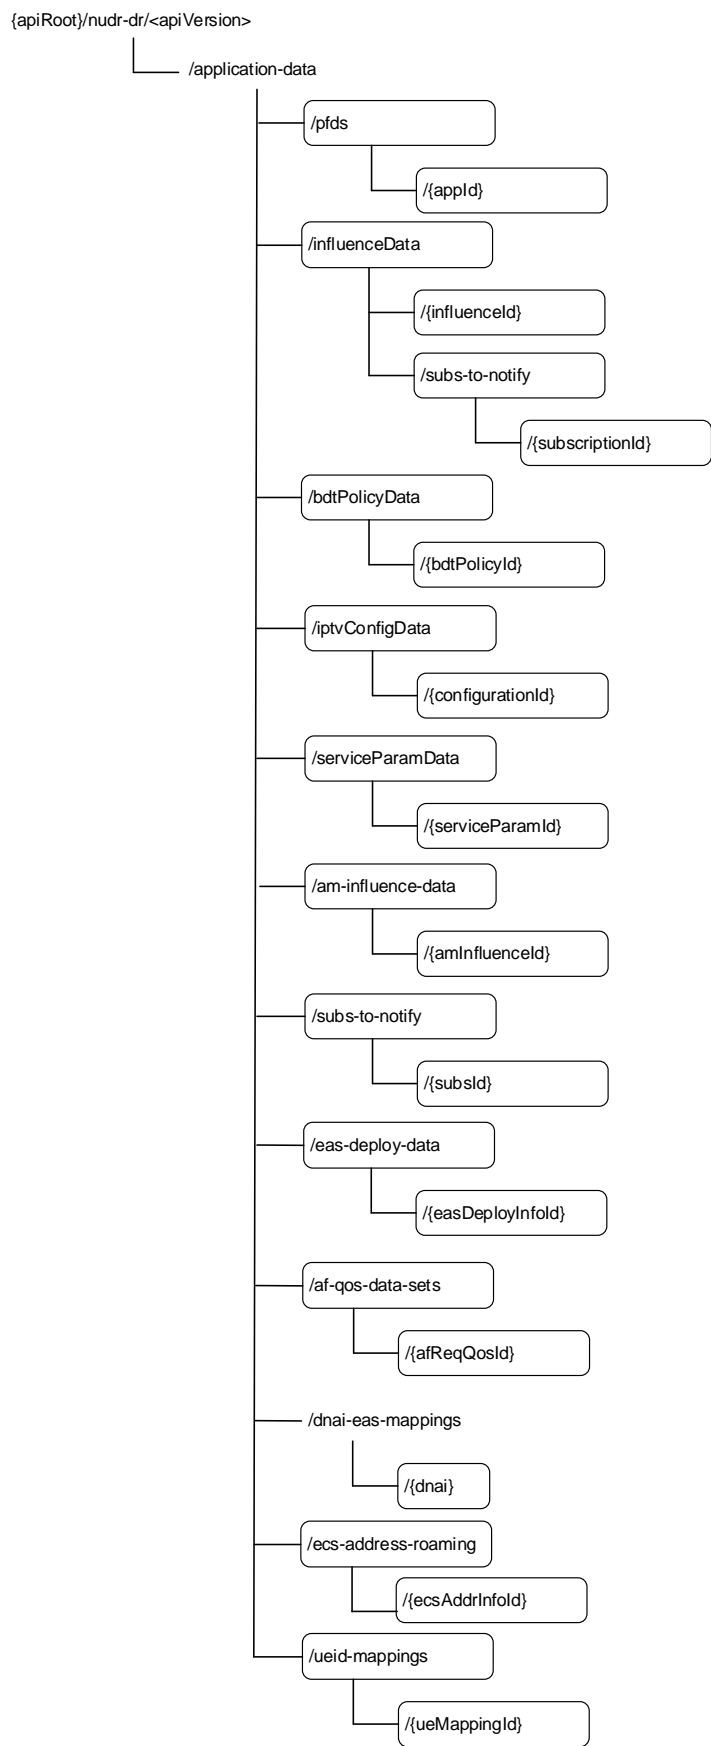 {apiRoot}/nudr-dr/<apiVersion>
/application-data
/pfds
/{appId}
/influenceData
/{influenceId}
/subs-to-notify
/{subscriptionId}
/bdtPolicyData
/{bdtPolicyId}
/iptvConfigData
/{configurationId}
/serviceParamData
/{serviceParamId}
/am-influence-data
/{amInfluenceId}
/subs-to-notify
/{subsId}
/eas-deploy-data
/{easDeployInfoId}
/af-qos-data-sets
/{afReqQosId}
/dnai-eas-mappings
/{dnai}
/ecs-address-roaming
/{ecsAddrInfoId}
/ueid-mappings
/{ueMappingId}